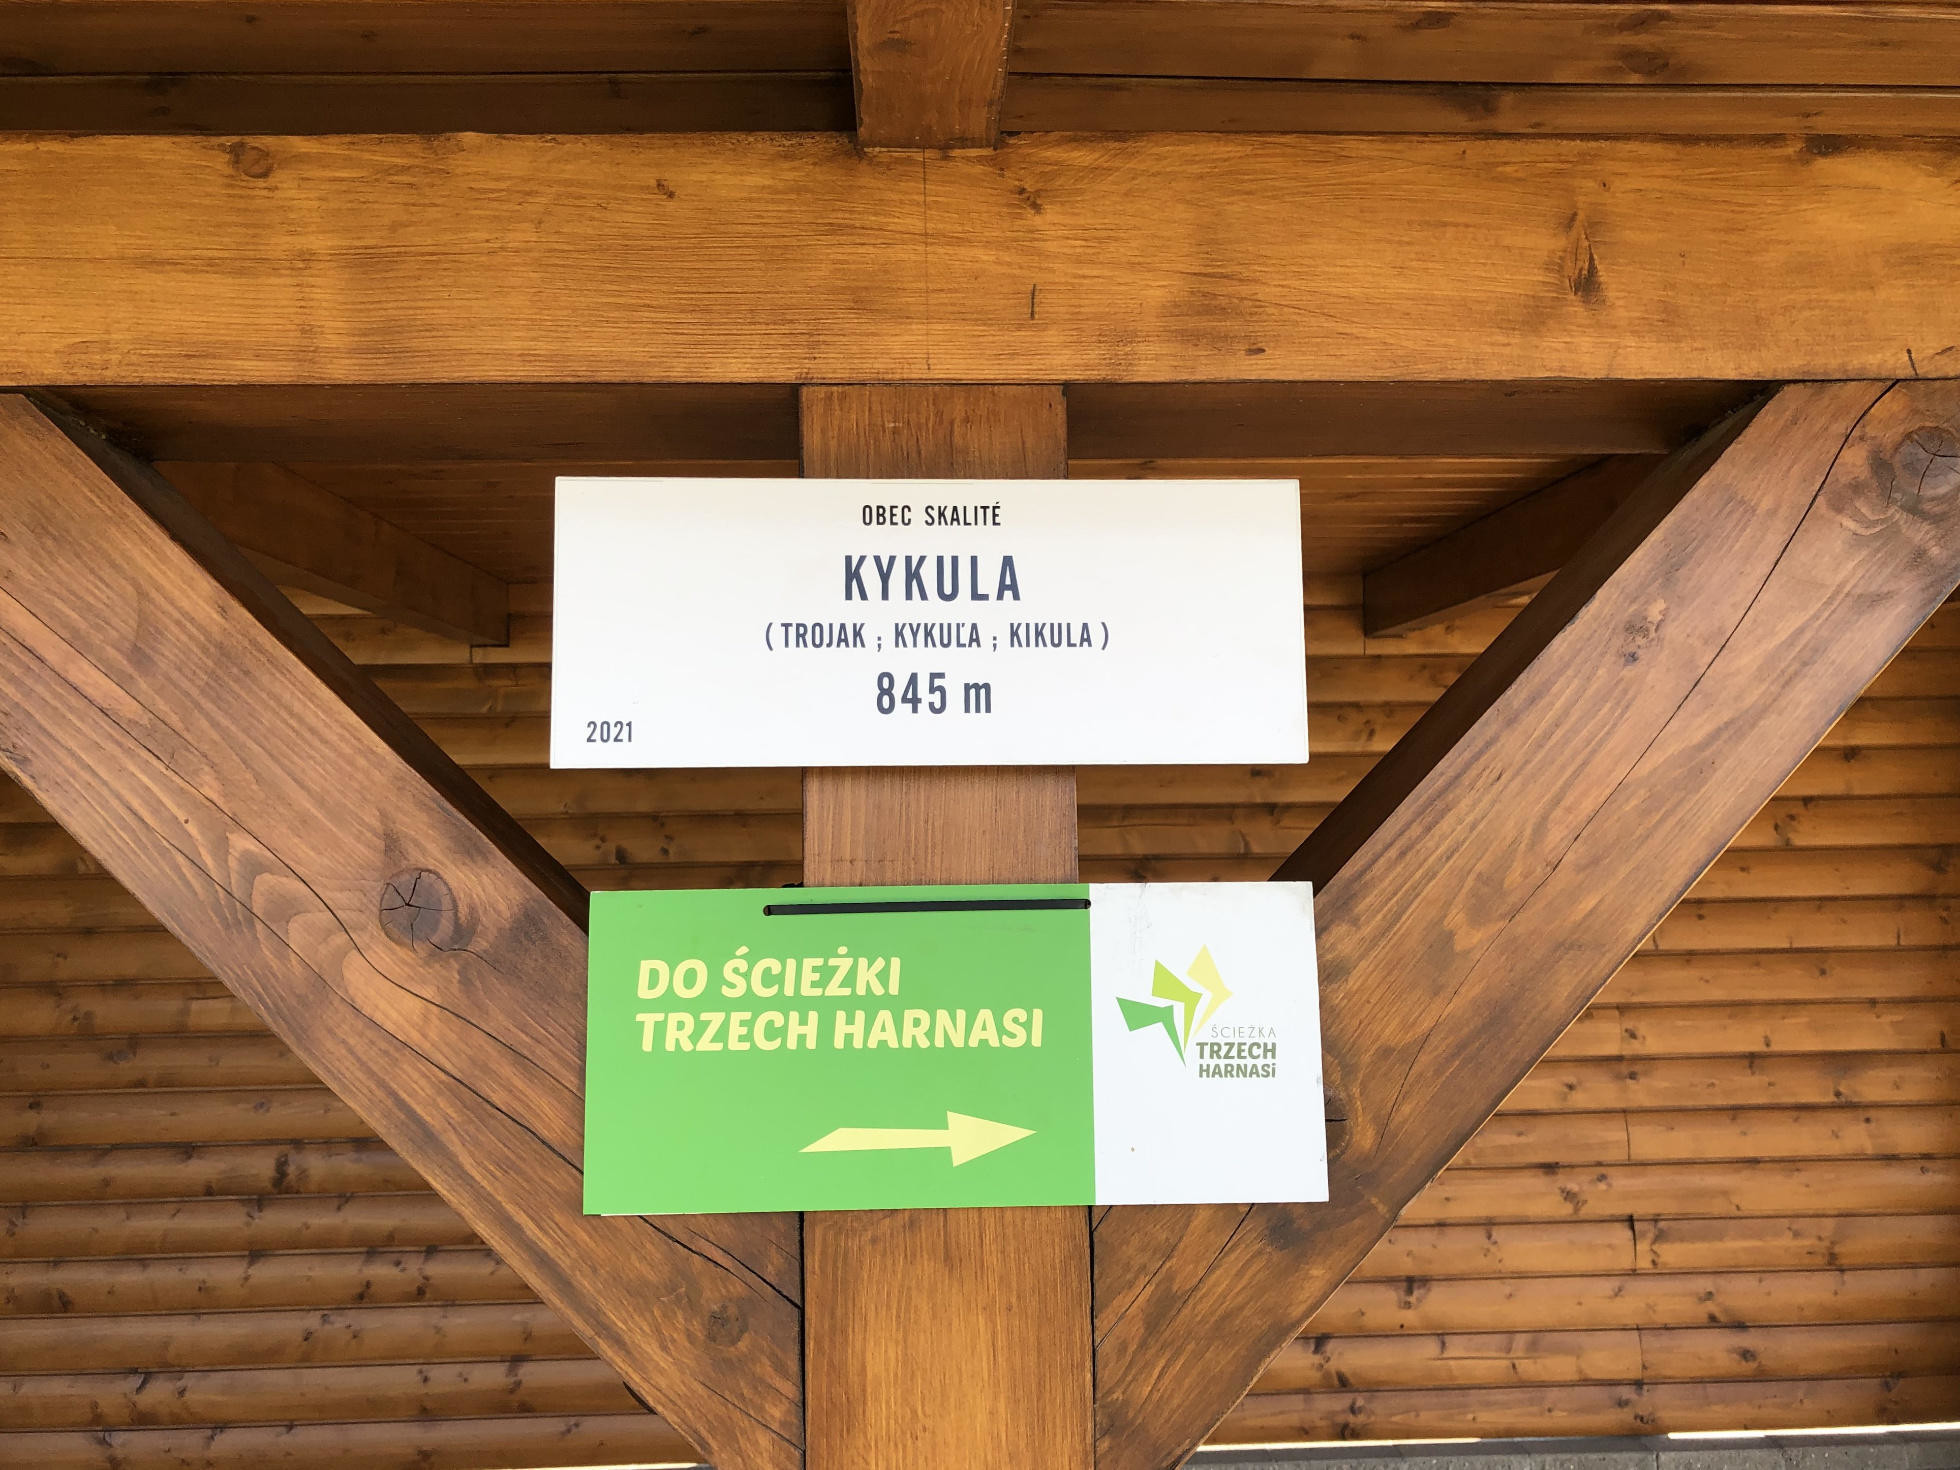 OBEC SKALITÉ
KYKULA
( TROJAK ; KYKUĽA ; KIKULA )
845 m
2021
DO ŚCIEŻKI
TRZECH HARNASI
ŚCIEŻKA
TRZECH
HARNASi